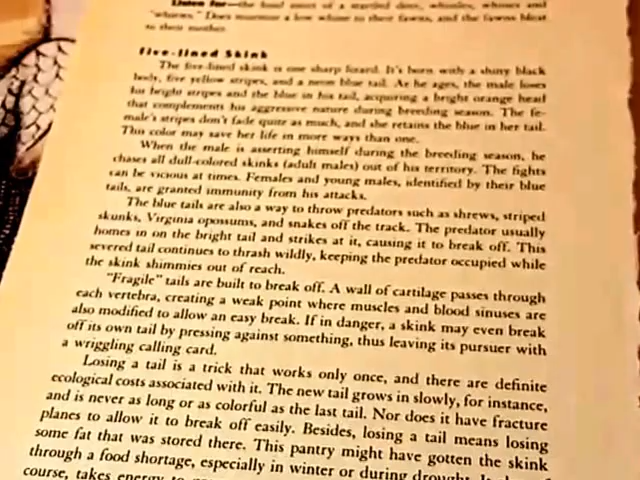 Listen for—the loud snort of a startled deer, whistles, whines and
"whiews." Does murmur a low whine to their fawns, and the fawns bleat
to their mother.
Five-lined Skink
The five-lined skink is one sharp lizard. It's born with a shiny black
body, five yellow stripes, and a neon blue tail. As he ages, the male loses
his bright stripes and the blue in his tail, acquiring a bright orange head
that complements his aggressive nature during breeding season. The fe-
male's stripes don't fade quite as much, and she retains the blue in her tail.
This color may save her life in more ways than one.
When the male is asserting himself during the breeding season, he
chases all dull-colored skinks (adult males) out of his territory. The fights
can be vicious at times. Females and young males, identified by their blue
tails, are granted immunity from his attacks.
The blue tails are also a way to throw predators such as shrews, striped
skunks, Virginia opossums, and snakes off the track. The predator usually
homes in on the bright tail and strikes at it, causing it to break off. This
severed tail continues to thrash wildly, keeping the predator occupied while
the skink shimmies out of reach.
"Fragile" tails are built to break off. A wall of cartilage passes through
each vertebra, creating a weak point where muscles and blood sinuses are
also modified to allow an easy break. If in danger, a skink may even break
off its own tail by pressing against something, thus leaving its pursuer with
a wriggling calling card.
Losing a tail is a trick that works only once, and there are definite
ecological costs associated with it. The new tail grows in slowly, for instance,
and is never as long or as colorful as the last tail. Nor does it have fracture
planes to allow it to break off easily. Besides, losing a tail means losing
some fat that was stored there. This pantry might have gotten the skink
through a food shortage, especially in winter or during drought. It also of
course, takes energy to